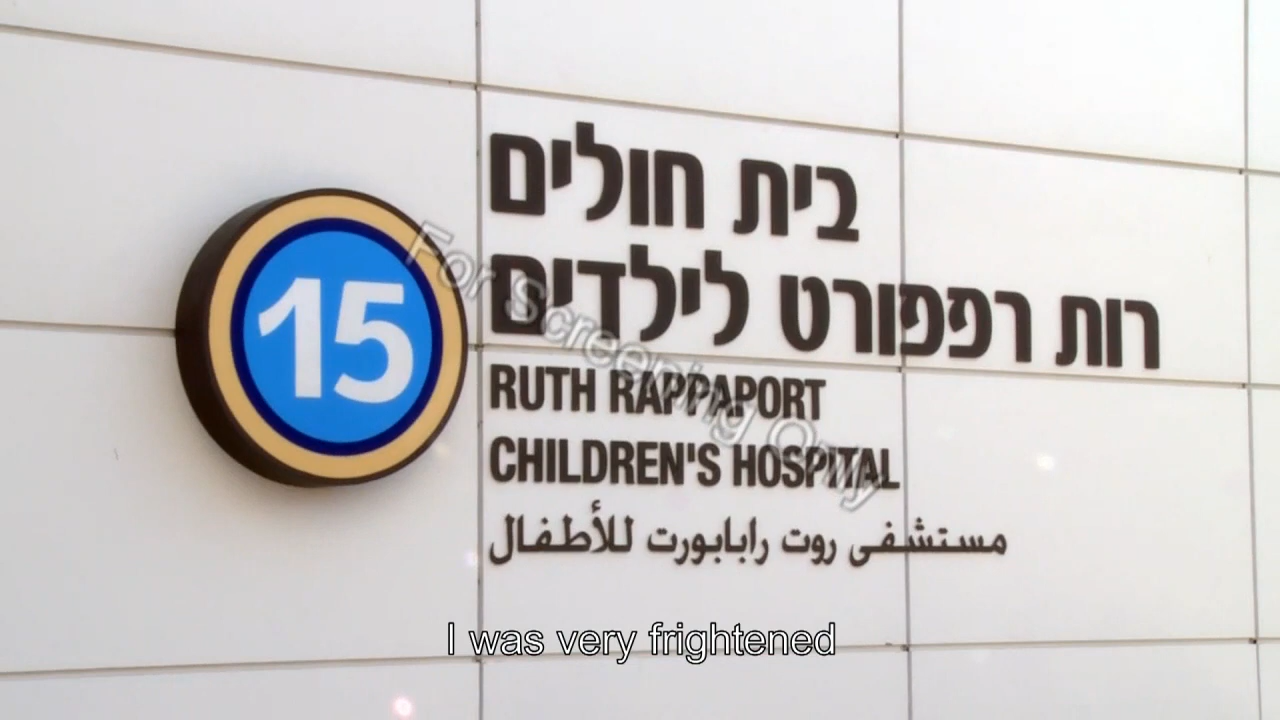 15
בית חולים
רות רפפורט לילדים
RUTH RAPPAPORT
CHILDREN'S HOSPITAL
مستشفى روت رابابورت للأطفال
For Screening Only
I was very frightened